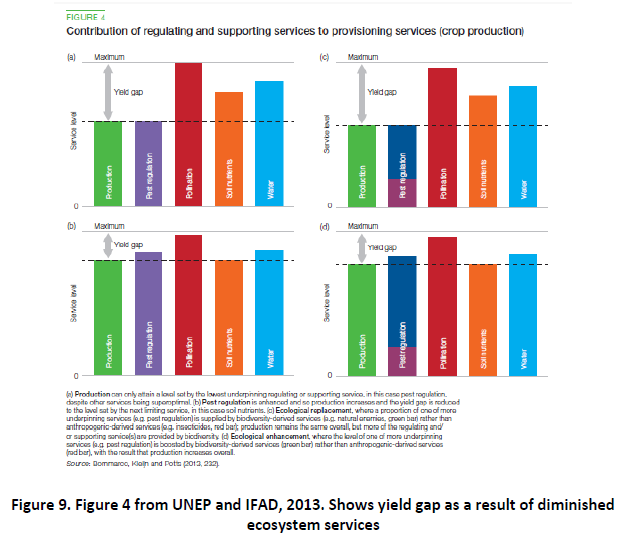 FIGURE 4
Contribution of regulating and supporting services to provisioning services (crop production)
(a)
Maximum
Yield gap
Service level
0
Production
Pest regulation
Pollination
Soil nutrients
Water
(c)
Maximum
Yield gap
Service level
0
Production
Pest regulation
Pollination
Soil nutrients
Water
(b)
Maximum
Yield gap
Service level
0
Production
Pest regulation
Pollination
Soil nutrients
Water
(d)
Maximum
Yield gap
Service level
0
Production
Pest regulation
Pollination
Soil nutrients
Water
(a) Production can only attain a level set by the lowest underpinning regulating or supporting service, in this case pest regulation,
despite other services being superoptimal. (b) Pest regulation is enhanced and so production increases and the yield gap is reduced
to the level set by the next limiting service, in this case soil nutrients. (c) Ecological repllacement, where a proportion of one of more
underpinning services (e.g. pest regulation) is supplied by biodiversity-derived services (e.g. natural enemies, green bar) rather than
anthropogenic-derived services (e.g. insecticides, red bar); production remains the same overall, but more of the regulating and/
or supporting service(s) are provided by biodiversity. (d) Ecological enhancement, where the level of one of more underpinning
services (e.g. pest regulation) is boosted by biodiversity-derived services (green bar) rather than anthropogenic-derived services
(red bar), with the result that production increases overall.
Source: Bommarco, Kleijn and Potts (2013, 232).
Figure 9. Figure 4 from UNEP and IFAD, 2013. Shows yield gap as a result of diminished
ecosystem services